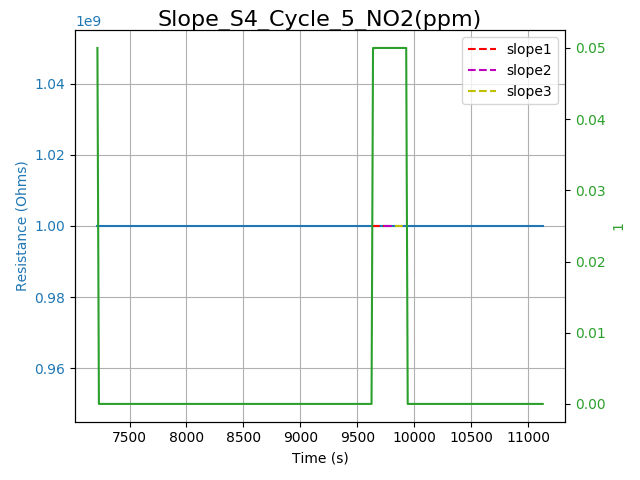 Slope_S4_Cycle_5_NO2(ppm)
1e9
slope1
slope2
slope3
1.04
1.02
1.00
0.98
0.96
Resistance (Ohms)
0.05
0.04
0.03
0.02
0.01
0.00
1
7500 8000 8500 9000 9500 10000 10500 11000
Time (s)